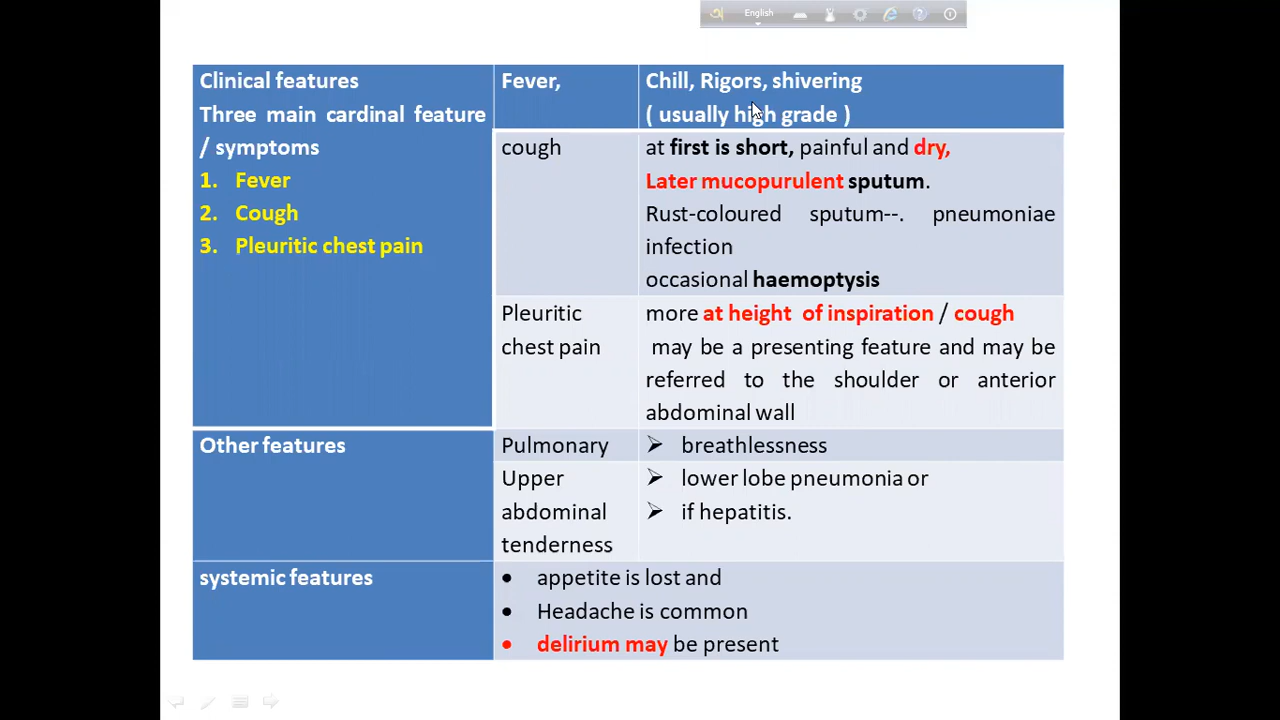 English
Clinical features
Three main cardinal feature
/ symptoms
1. Fever
2. Cough
3. Pleuritic chest pain
Fever,
Chill, Rigors, shivering
( usually high grade )
cough
at first is short, painful and dry,
Later mucopurulent sputum.
Rust-coloured sputum--. pneumoniae
infection
occasional haemoptysis
Pleuritic
chest pain
more at height of inspiration / cough
may be a presenting feature and may be
referred to the shoulder or anterior
abdominal wall
Other features
Pulmonary
breathlessness
Upper
abdominal
tenderness
lower lobe pneumonia or
if hepatitis.
systemic features
appetite is lost and
Headache is common
delirium may be present